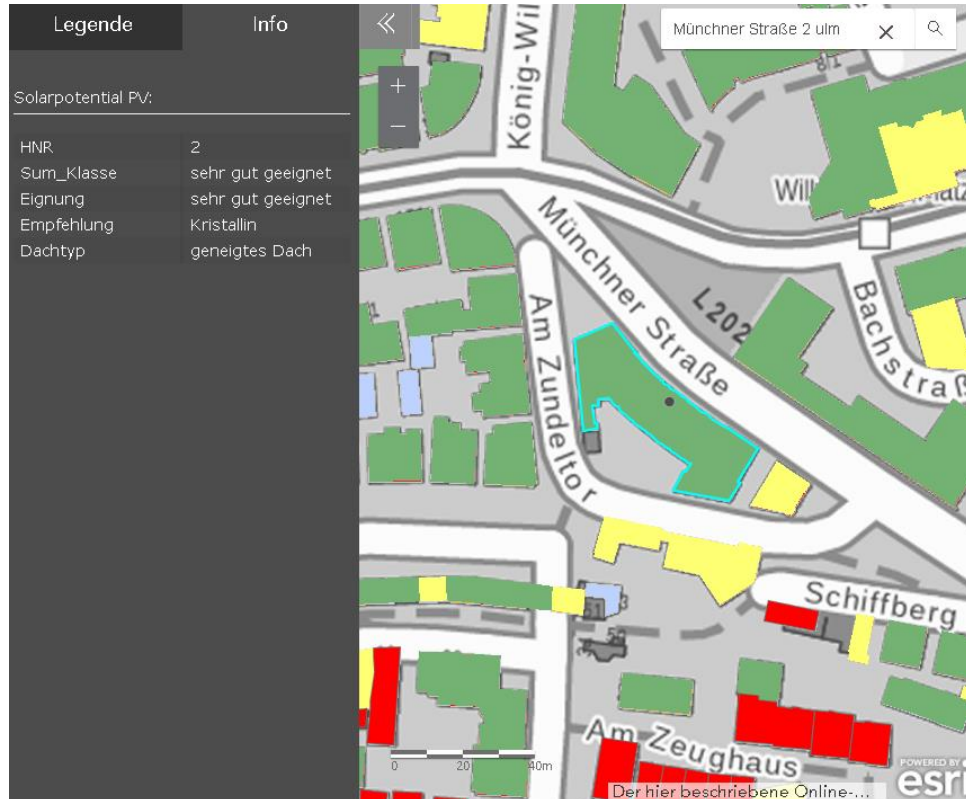 Legende Info
Münchner Straße 2 ulm
Solarpotential PV:
HNR 2
Sum_Klasse sehr gut geeignet
Eignung sehr gut geeignet
Empfehlung Kristallin
Dachtyp geneigtes Dach
+
−
König-Wil
Münchner Straße
L202
Am Zundeltor
Bachstraß
Schiffberg
Am Zeughaus
0 20 40m
Der hier beschriebene Online-...
POWERED BY
esri